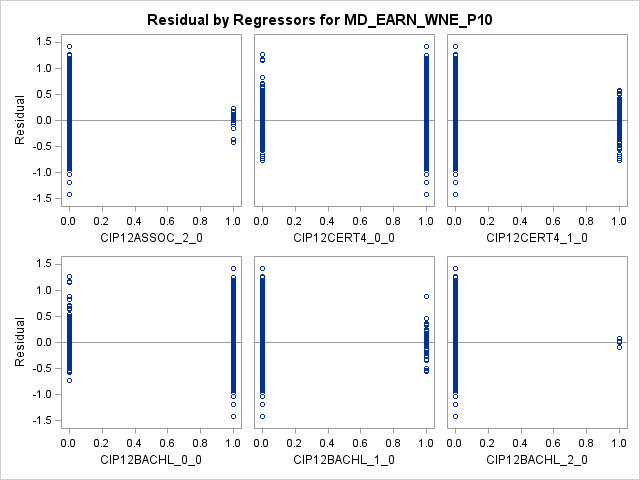 Residual by Regressors for MD_EARN_WNE_P10
1.5
1.0
0.5
0.0
-0.5
-1.0
-1.5
Residual
0.0 0.2 0.4 0.6 0.8 1.0 0.0 0.2 0.4 0.6 0.8 1.0 0.0 0.2 0.4 0.6 0.8 1.0
CIP12ASSOC_2_0 CIP12CERT4_0_0 CIP12CERT4_1_0
1.5
1.0
0.5
0.0
-0.5
-1.0
-1.5
Residual
0.0 0.2 0.4 0.6 0.8 1.0 0.0 0.2 0.4 0.6 0.8 1.0 0.0 0.2 0.4 0.6 0.8 1.0
CIP12BACHL_0_0 CIP12BACHL_1_0 CIP12BACHL_2_0